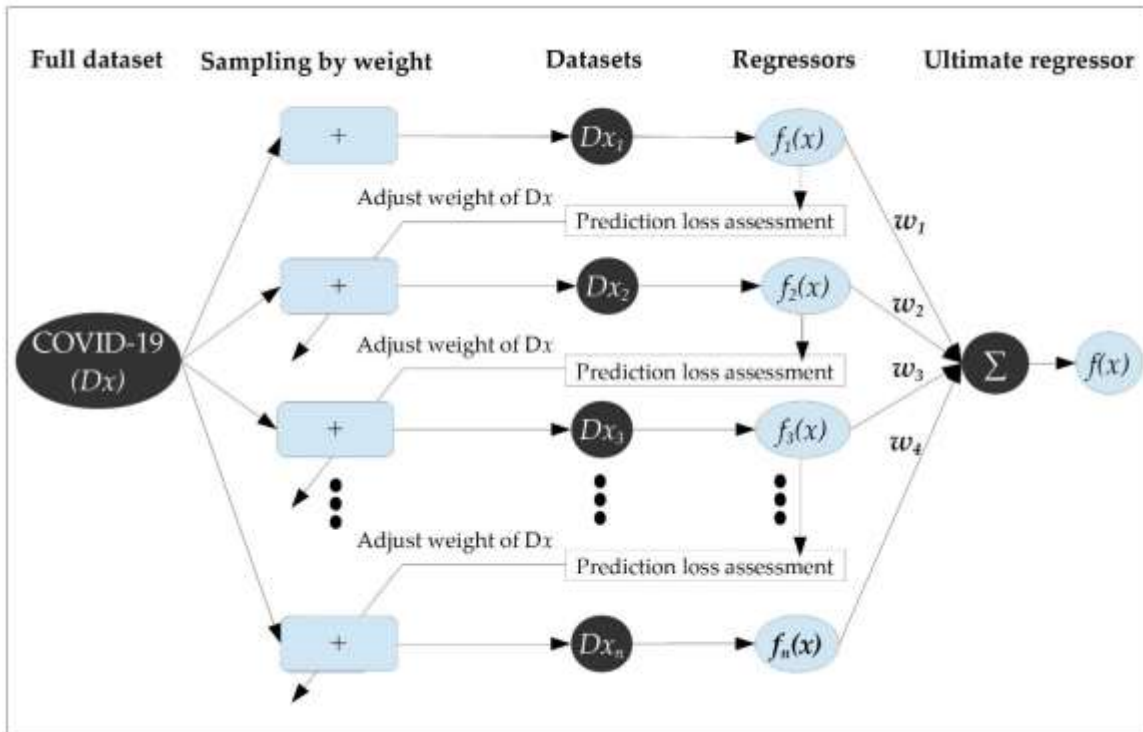 Full dataset Sampling by weight Datasets Regressors Ultimate regressor
+ Dx₁ f₁(x)
Adjust weight of Dx
Prediction loss assessment
w₁
+ Dx₂ f₂(x)
w₂
COVID-19
(Dx)
Adjust weight of Dx
Prediction loss assessment
w₃
Σ f(x)
+ Dx₃ f₃(x)
w₄
Adjust weight of Dx
Prediction loss assessment
+ Dxₙ fₙ(x)